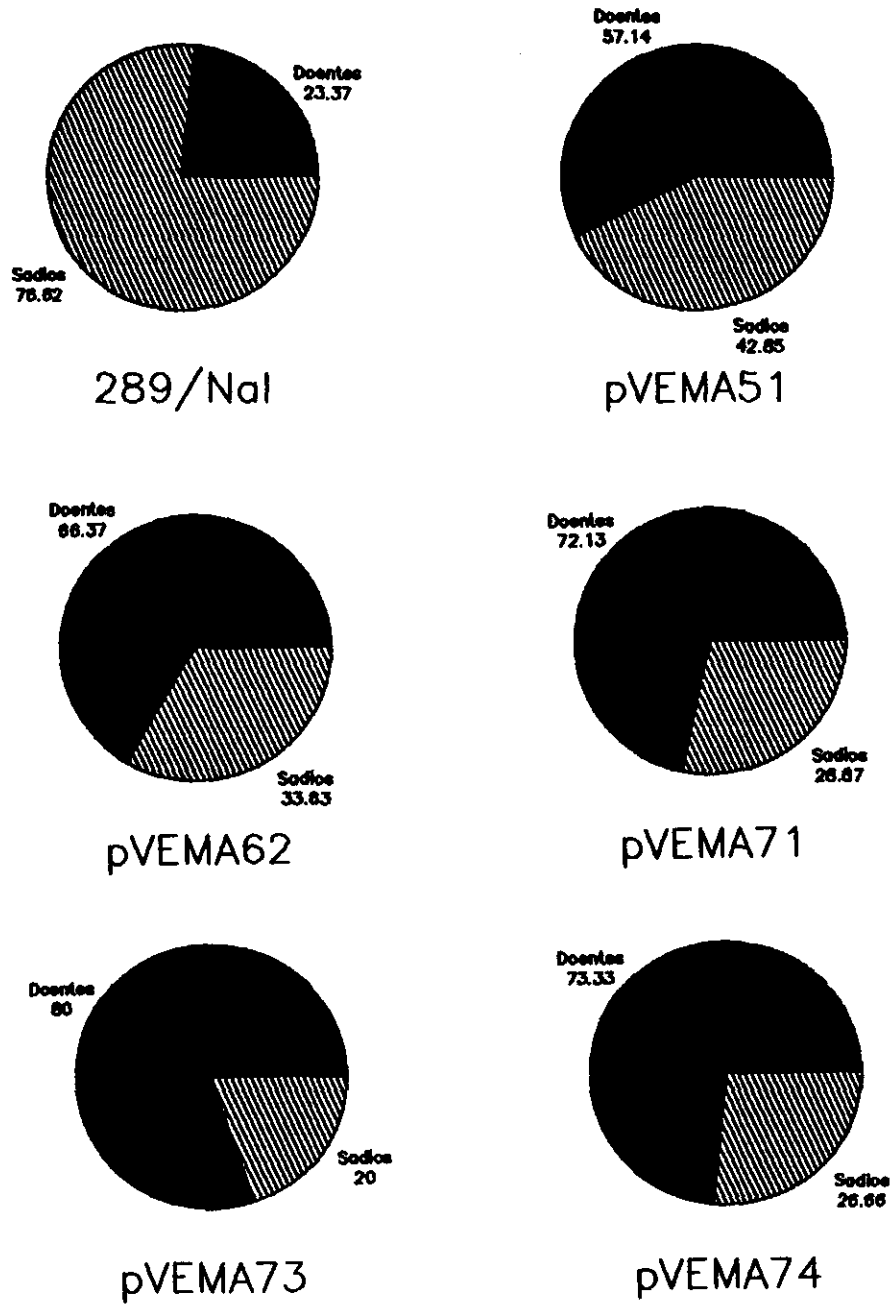 Doentes
23.37
Sadios
76.62
289/Nal
Doentes
57.14
Sadios
42.85
pVEMA51
Doentes
66.37
Sadios
33.63
pVEMA62
Doentes
72.13
Sadios
26.87
pVEMA71
Doentes
80
Sadios
20
pVEMA73
Doentes
73.33
Sadios
26.66
pVEMA74